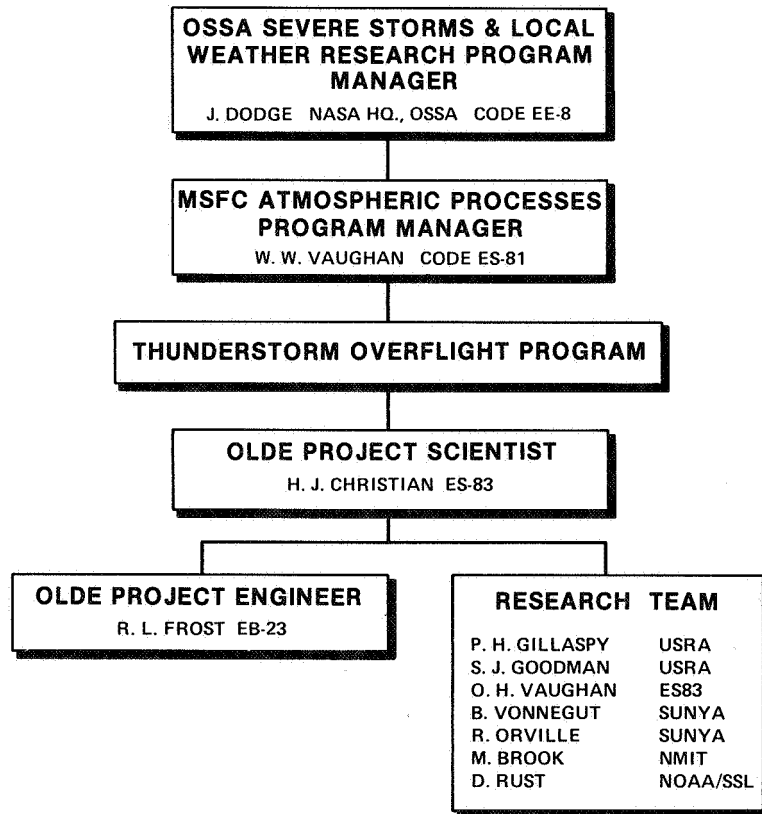 OSSA SEVERE STORMS & LOCAL
WEATHER RESEARCH PROGRAM
MANAGER
J. DODGE NASA HQ., OSSA CODE EE-8
MSFC ATMOSPHERIC PROCESSES
PROGRAM MANAGER
W. W. VAUGHAN CODE ES-81
THUNDERSTORM OVERFLIGHT PROGRAM
OLDE PROJECT SCIENTIST
H. J. CHRISTIAN ES-83
OLDE PROJECT ENGINEER
R. L. FROST EB-23
RESEARCH TEAM
P. H. GILLASPY USRA
S. J. GOODMAN USRA
O. H. VAUGHAN ES83
B. VONNEGUT SUNYA
R. ORVILLE SUNYA
M. BROOK NMIT
D. RUST NOAA/SSL